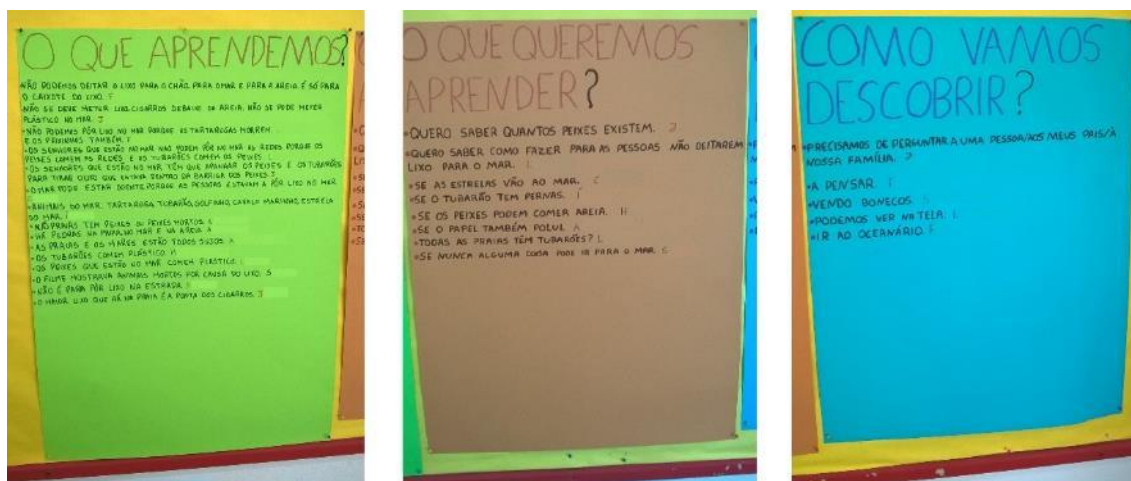 O QUE APRENDEMOS?
•NÃO PODEMOS DEITAR O LIXO PARA O CHÃO, PARA O MAR E PARA A AREIA É SÓ PARA
O CAIXOTE DO LIXO. F
NÃO SE DEVE METER LIXO, CIGARROS DEBAIXO DA AREIA. NÃO SE PODE METER
PLÁSTICO NO MAR. J
•NÃO PODEMOS PÔR LIXO NO MAR PORQUE AS TARTARUGAS MORREM.
E OS PEIXINHOS TAMBÉM.
•OS SENHORES QUE ESTÃO NO MAR NÃO PODEM PÔR NO MAR AS REDES PORQUE OS
PEIXES COMEM AS REDES E OS TUBARÕES COMEM OS PEIXES.
•OS SENHORES QUE ESTÃO NO MAR TÊM QUE APANHAR OS PEIXES E OS TUBARÕES
PARA TIRAR O LIXO QUE ENTROU DENTRO DA BARRIGA DOS PEIXES.
•O MAR PODE ESTAR DOENTE PORQUE AS PESSOAS ESTAVAM A PÔR LIXO NO MAR.
•ANIMAIS DO MAR: TARTARUGA, TUBARÃO, GOLFINHO, CAVALO MARINHO, ESTRELA
DO MAR.
•NAS PRAIAS TEM PEIXES OU PEIXES MORTOS.
•HÁ PEDRAS NA PRAIA, NO MAR E NA AREIA.
•AS PRAIAS E OS MARES ESTÃO TODOS SUJOS. A
•OS TUBARÕES COMEM PLÁSTICO. M
•OS PEIXES QUE ESTÃO NO MAR COMEM PLÁSTICO.
•O FILME MOSTRAVA ANIMAIS MORTOS POR CAUSA DO LIXO. S
•NÃO É PARA PÔR LIXO NA ESTRADA.
•O MAIOR LIXO QUE HÁ NA PRAIA É A PONTA DOS CIGARROS. J
O QUE QUEREMOS
APRENDER?
•QUERO SABER QUANTOS PEIXES EXISTEM. J
•QUERO SABER COMO FAZER PARA AS PESSOAS NÃO DEITAREM
LIXO PARA O MAR.
•SE AS ESTRELAS VÃO AO MAR.
•SE O TUBARÃO TEM PERNAS.
•SE OS PEIXES PODEM COMER AREIA.
•SE O PAPEL TAMBÉM POLUI. A
•TODAS AS PRAIAS TÊM TUBARÕES? L
•SE NUNCA ALGUMA COISA PODE IR PARA O MAR. S
COMO VAMOS
DESCOBRIR?
•PRECISAMOS DE PERGUNTAR A UMA PESSOA/AOS MEUS PAIS/À
NOSSA FAMÍLIA. J
•A PENSAR.
•VENDO BONECOS.
•PODEMOS VER NA TELA. L
•IR AO OCEANÁRIO. F